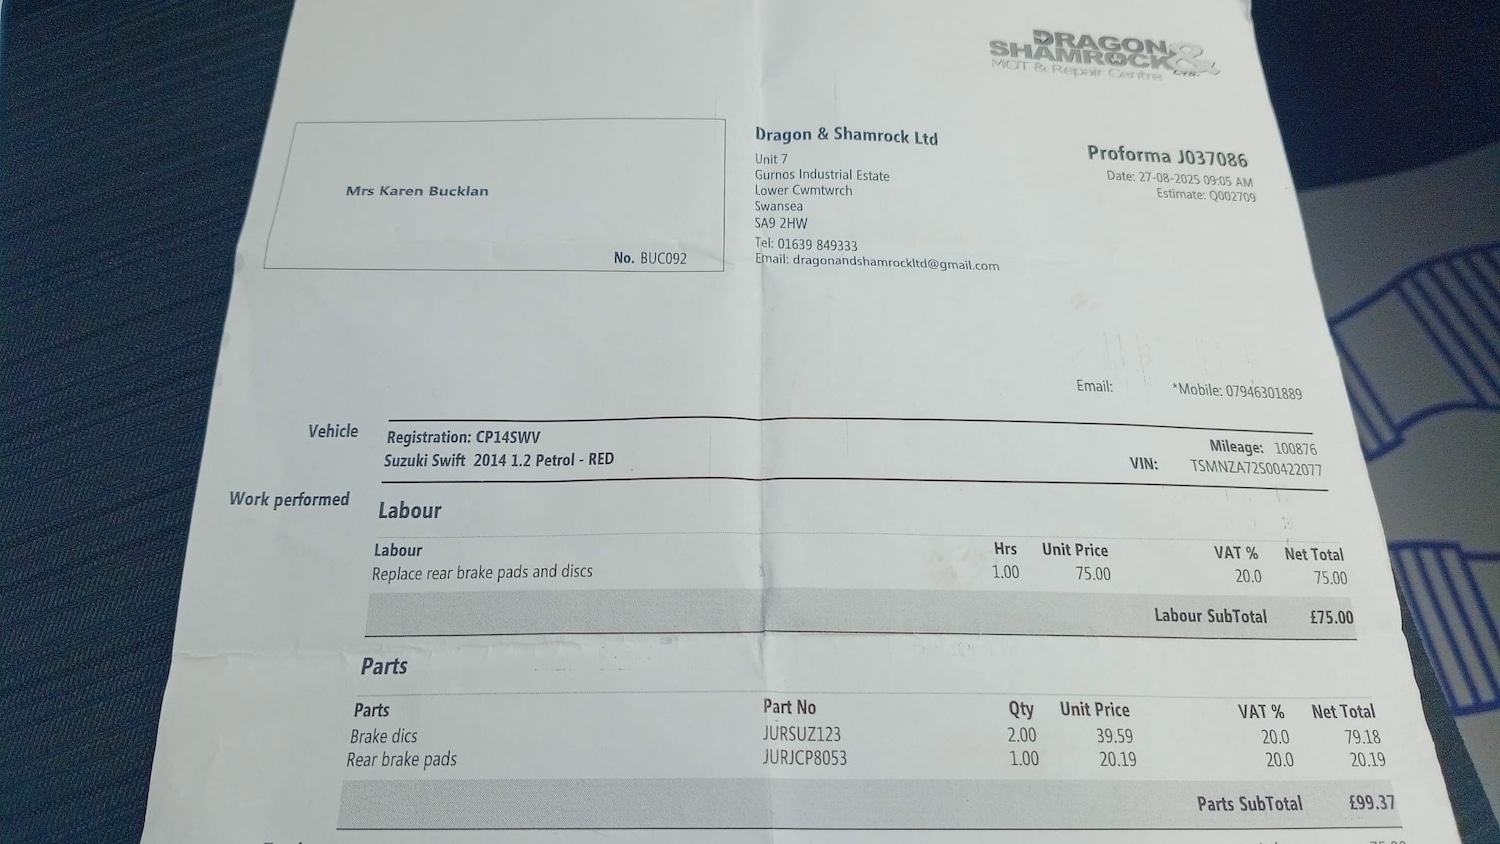 DRAGON &
SHAMROCK LTD.
MOT & Repair Centre
Mrs Karen Bucklan
No. BUC092
Dragon & Shamrock Ltd
Unit 7
Gurnos Industrial Estate
Lower Cwmtwrch
Swansea
SA9 2HW
Tel: 01639 849333
Email: dragonandshamrockltd@gmail.com
Proforma J037086
Date: 27-08-2025 09:05 AM
Estimate: Q002709
Email: *Mobile: 07946301889
Vehicle
Registration: CP14SWV
Suzuki Swift 2014 1.2 Petrol - RED
Mileage: 100876
VIN: TSMNZA72S00422077
Work performed
Labour
Labour Hrs Unit Price VAT % Net Total
Replace rear brake pads and discs 1.00 75.00 20.0 75.00
Labour SubTotal £75.00
Parts
Parts Part No Qty Unit Price VAT % Net Total
Brake dics JURSUZ123 2.00 39.59 20.0 79.18
Rear brake pads JURJCP8053 1.00 20.19 20.0 20.19
Parts SubTotal £99.37